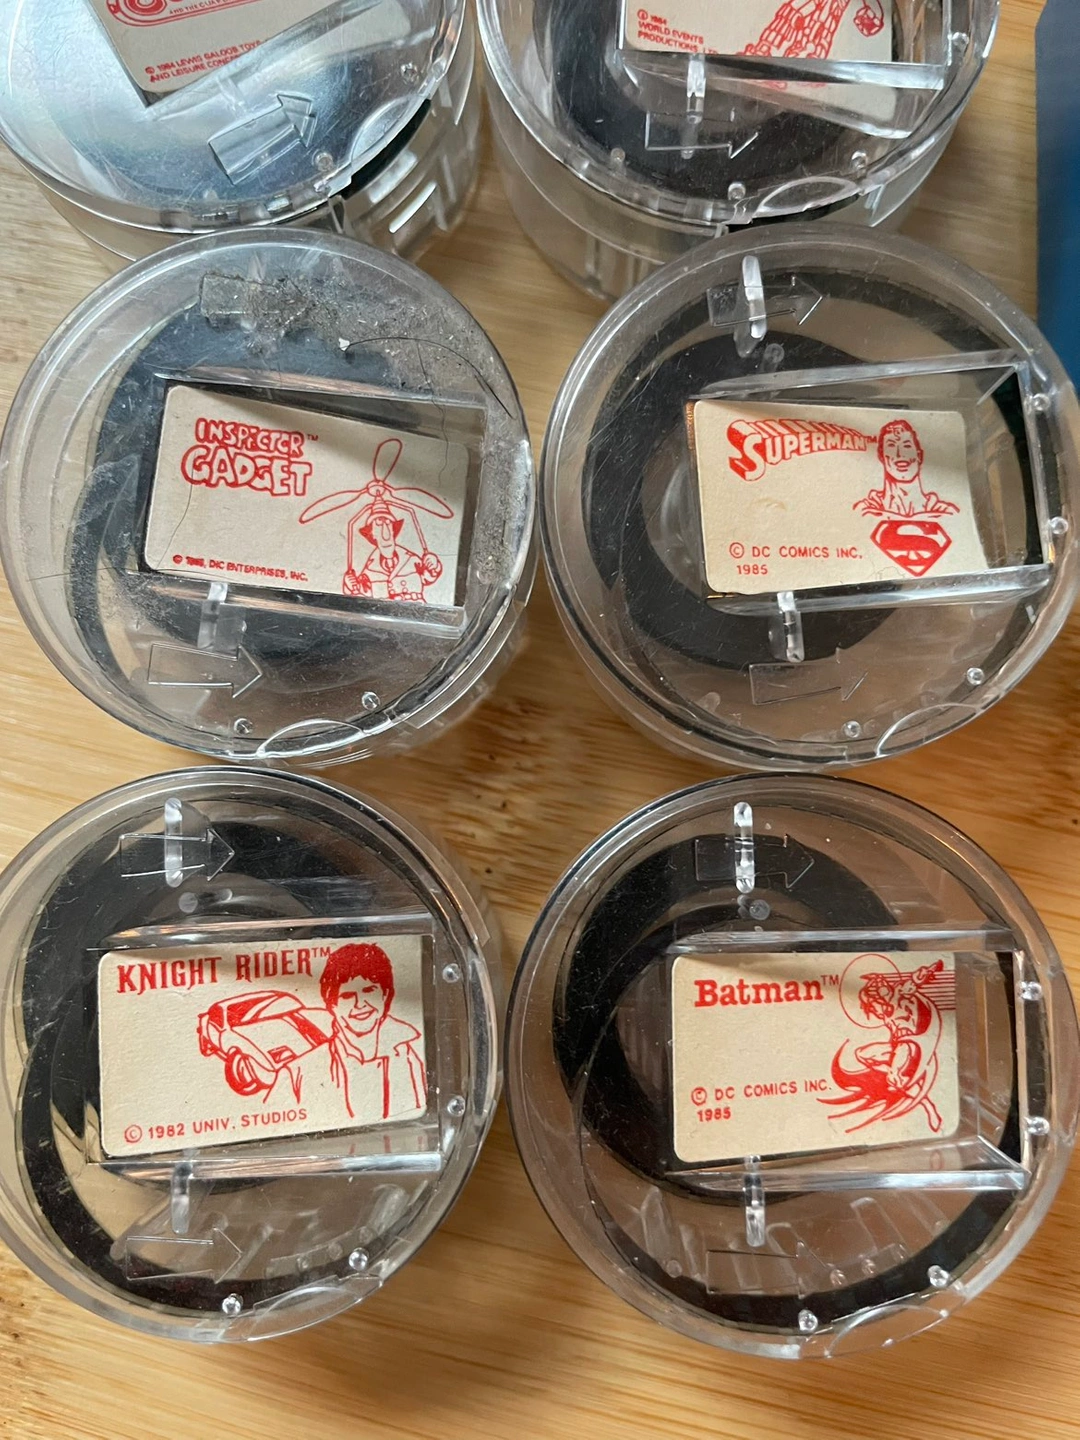 © 1984 LEWIS GALOOB TOYS
AND LEISURE
© 1984
WORLD EVENTS
PRODUCTIONS, LTD
INSPECTOR™
GADGET
© 1985, DIC ENTERPRISES, INC.
SUPERMAN™
© DC COMICS INC.
1985
KNIGHT RIDER™
© 1982 UNIV. STUDIOS
Batman™
© DC COMICS INC.
1985